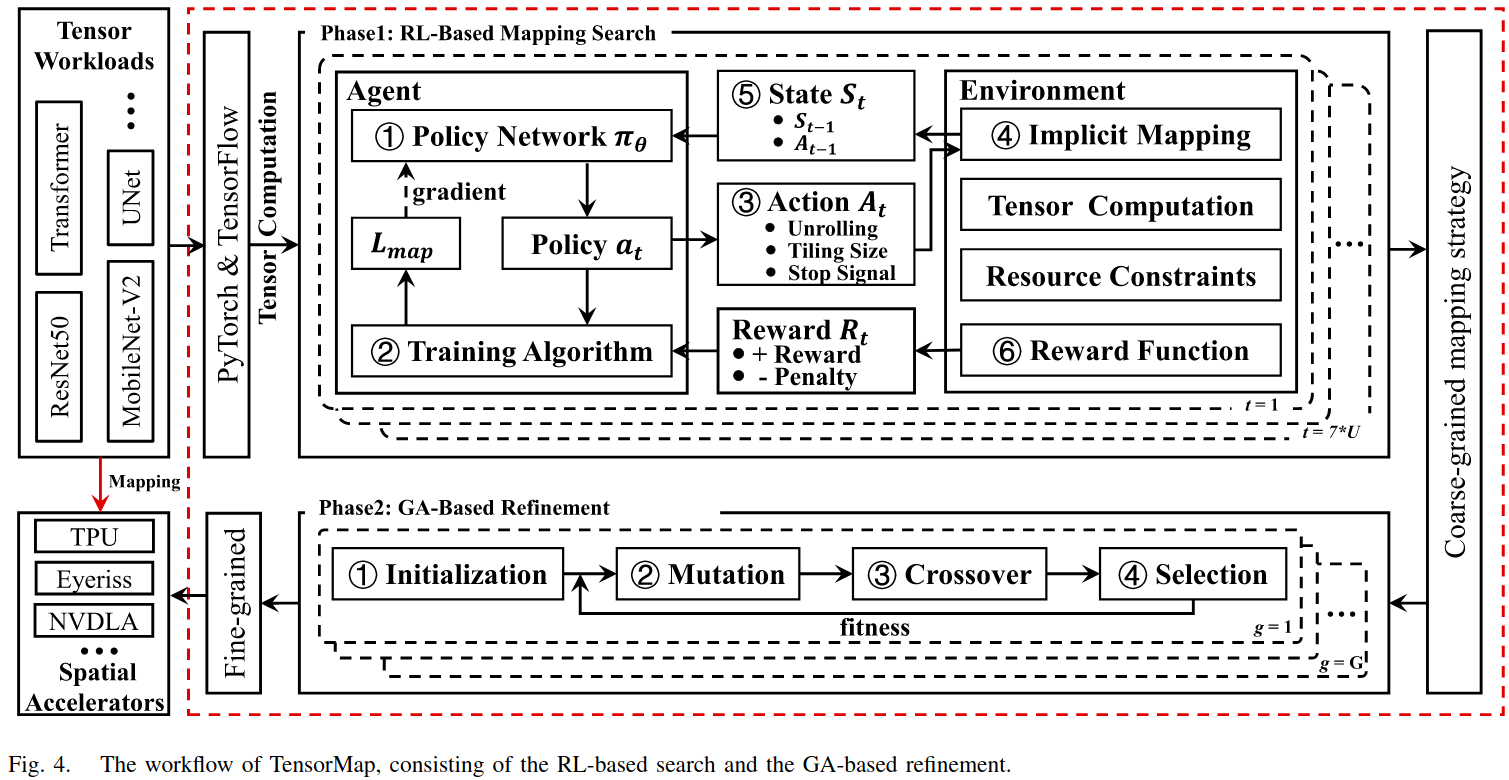 Tensor
Workloads
Transformer
UNet
ResNet50
MobileNet-V2
Mapping
TPU
Eyeriss
NVDLA
Spatial
Accelerators
PyTorch & TensorFlow
Tensor Computation
Phase1: RL-Based Mapping Search
Agent
① Policy Network π_θ
gradient
L_map
Policy a_t
② Training Algorithm
⑤ State S_t
● S_{t−1}
● A_{t−1}
③ Action A_t
● Unrolling
● Tiling Size
● Stop Signal
Reward R_t
● + Reward
● - Penalty
Environment
④ Implicit Mapping
Tensor Computation
Resource Constraints
⑥ Reward Function
t = 1
t = 7*U
Coarse-grained mapping strategy
Phase2: GA-Based Refinement
① Initialization
② Mutation
③ Crossover
④ Selection
fitness
g = 1
g = G
Fine-grained
Fig. 4. The workflow of TensorMap, consisting of the RL-based search and the GA-based refinement.